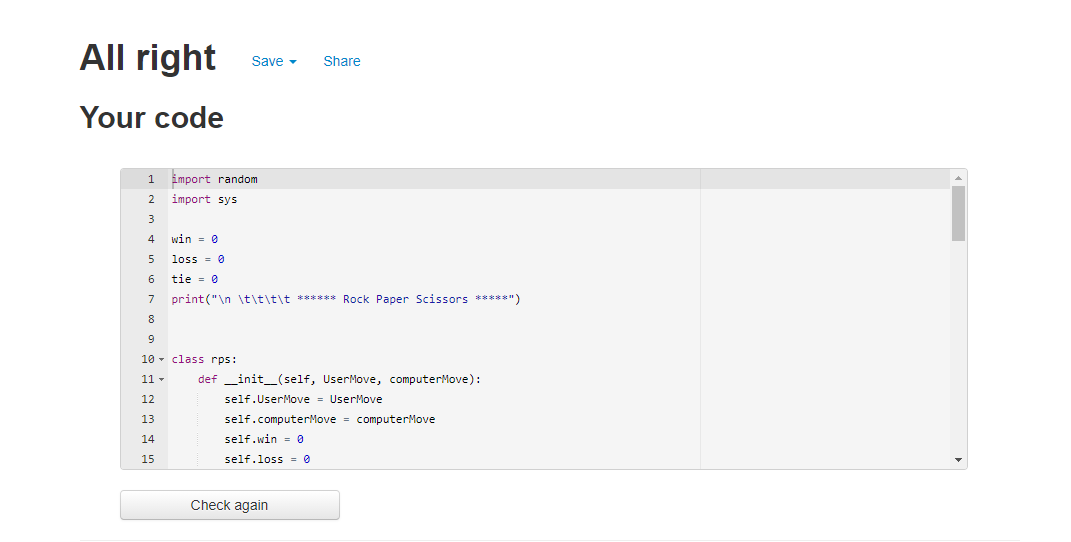 All right Save Share
Your code
1 import random
2 import sys
3
4 win = 0
5 loss = 0
6 tie = 0
7 print("\n \t\t\t\t ****** Rock Paper Scissors *****")
8
9
10 class rps:
11 def __init__(self, UserMove, computerMove):
12 self.UserMove = UserMove
13 self.computerMove = computerMove
14 self.win = 0
15 self.loss = 0
Check again